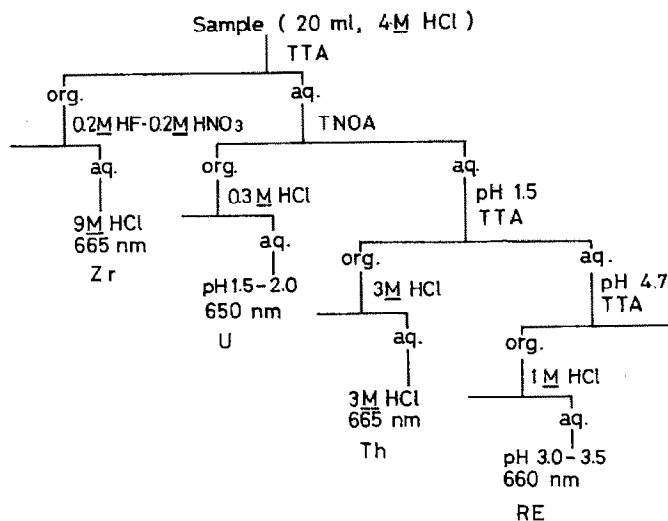 Sample ( 20 ml, 4M HCl )
TTA
org.
aq.
0.2M HF-0.2M HNO3
TNOA
aq.
org.
aq.
9M HCl
665 nm
Zr
0.3M HCl
aq.
pH 1.5-2.0
650 nm
U
pH 1.5
TTA
org.
aq.
3M HCl
pH 4.7
TTA
aq.
org.
3M HCl
665 nm
Th
1M HCl
aq.
pH 3.0-3.5
660 nm
RE